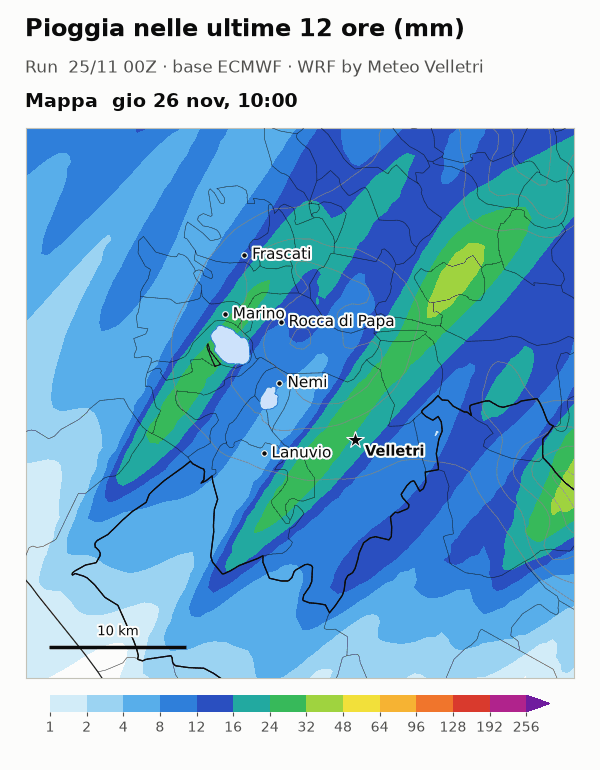 Pioggia nelle ultime 12 ore (mm)
Run  25/11 00Z · base ECMWF · WRF by Meteo Velletri
Mappa  gio 26 nov, 10:00
Frascati
Marino
Rocca di Papa
Nemi
Velletri
Lanuvio
10 km
1 2 4 8 12 16 24 32 48 64 96 128 192 256